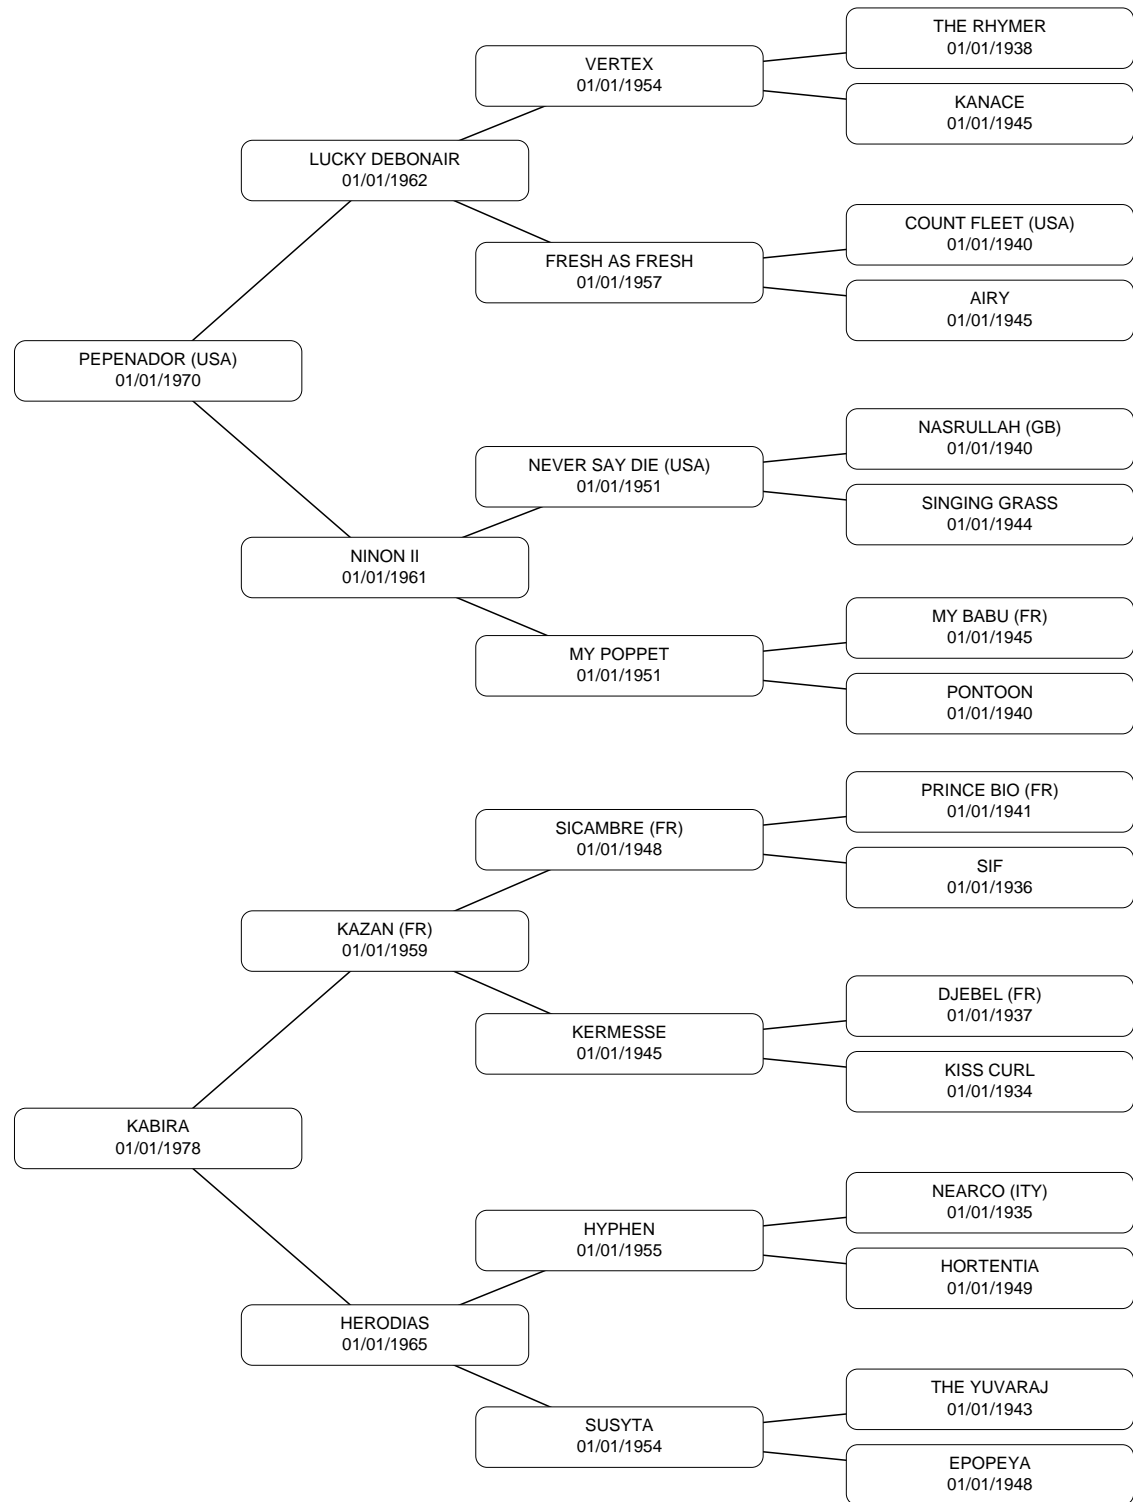 THE RHYMER
01/01/1938
VERTEX
01/01/1954
KANACE
01/01/1945
LUCKY DEBONAIR
01/01/1962
COUNT FLEET (USA)
01/01/1940
FRESH AS FRESH
01/01/1957
AIRY
01/01/1945
PEPENADOR (USA)
01/01/1970
NASRULLAH (GB)
01/01/1940
NEVER SAY DIE (USA)
01/01/1951
SINGING GRASS
01/01/1944
NINON II
01/01/1961
MY BABU (FR)
01/01/1945
MY POPPET
01/01/1951
PONTOON
01/01/1940
PRINCE BIO (FR)
01/01/1941
SICAMBRE (FR)
01/01/1948
SIF
01/01/1936
KAZAN (FR)
01/01/1959
DJEBEL (FR)
01/01/1937
KERMESSE
01/01/1945
KISS CURL
01/01/1934
KABIRA
01/01/1978
NEARCO (ITY)
01/01/1935
HYPHEN
01/01/1955
HORTENTIA
01/01/1949
HERODIAS
01/01/1965
THE YUVARAJ
01/01/1943
SUSYTA
01/01/1954
EPOPEYA
01/01/1948